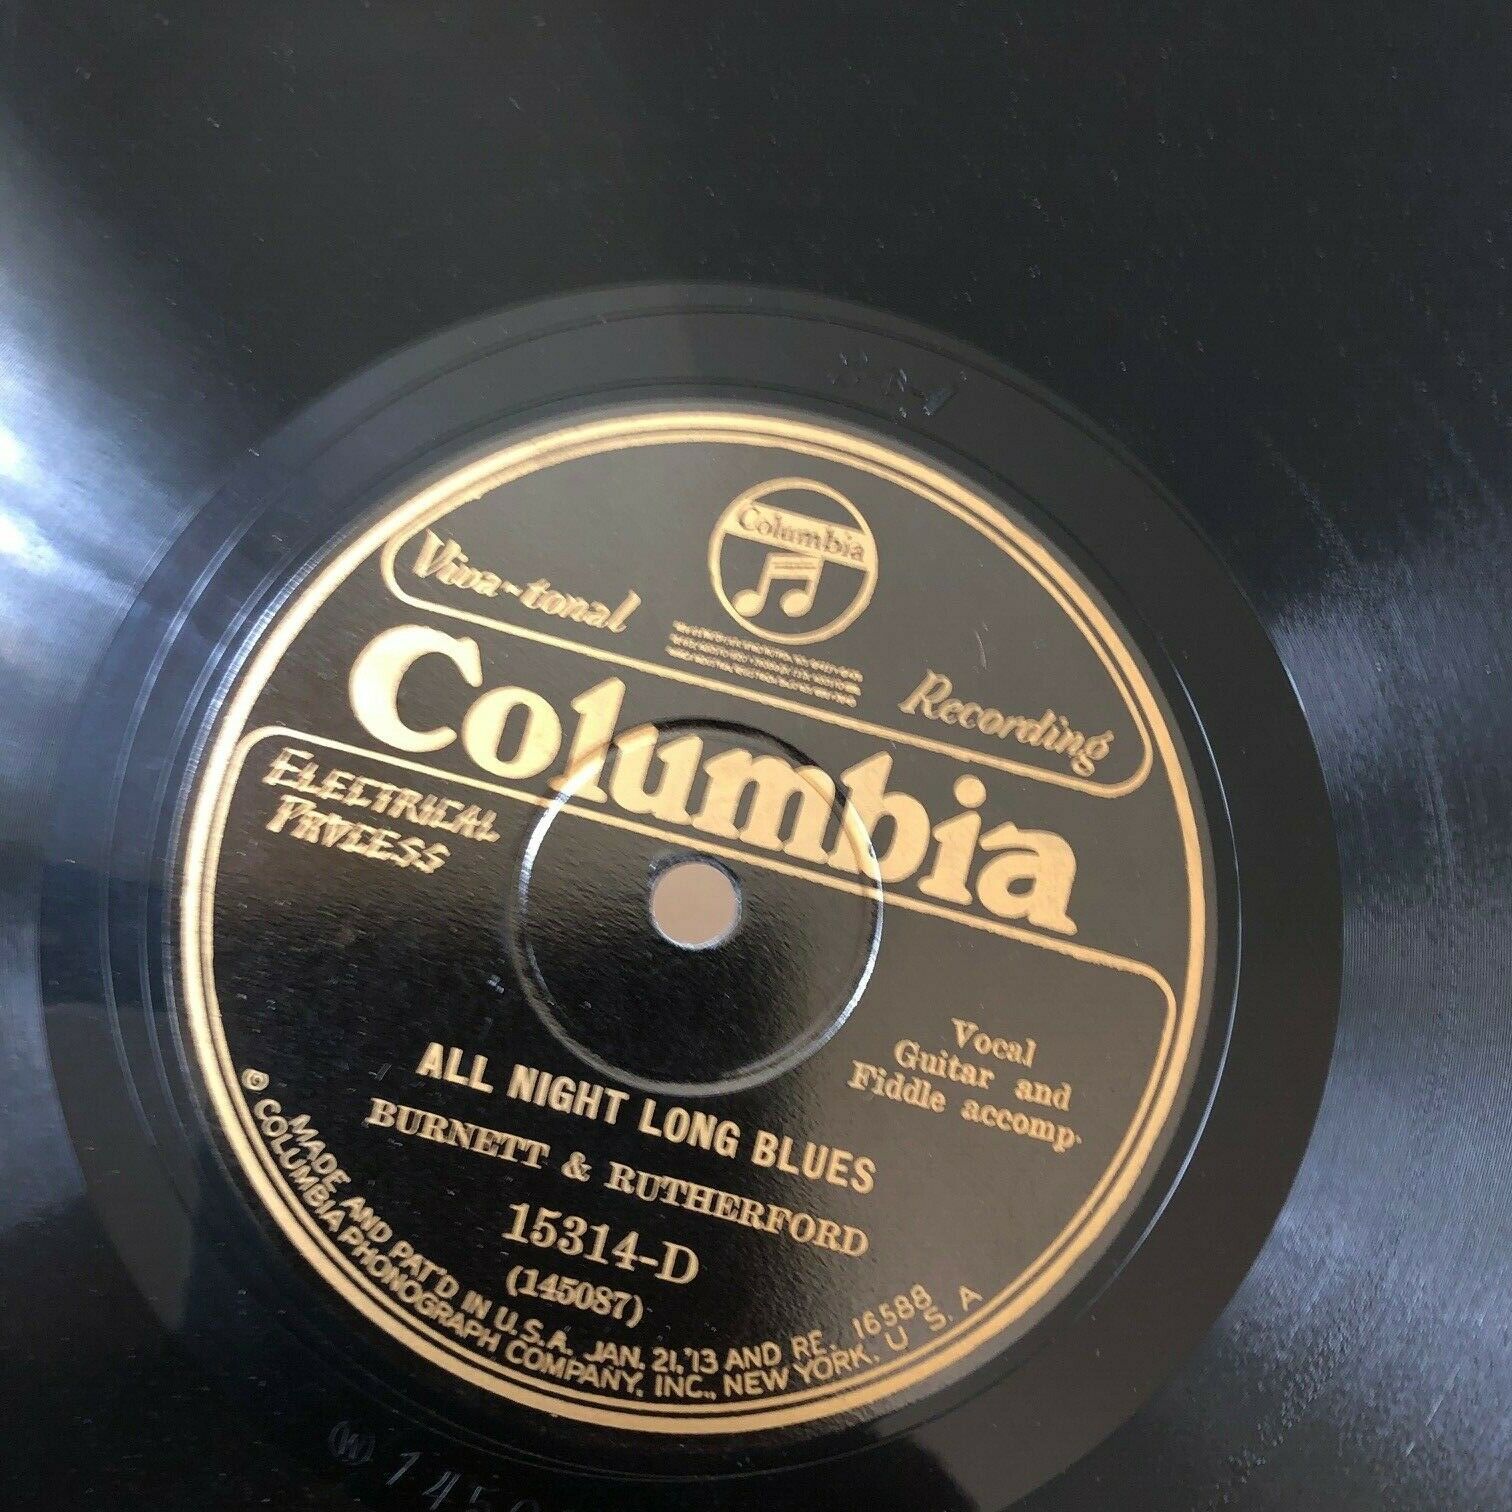 Columbia
Viva-tonal Recording
Columbia
ELECTRICAL
PROCESS
Vocal
Guitar and
Fiddle accomp.
ALL NIGHT LONG BLUES
BURNETT & RUTHERFORD
15314-D
(145087)
MADE AND PAT'D IN U.S.A. JAN. 21,'13 AND RE. 16588
COLUMBIA PHONOGRAPH COMPANY, INC., NEW YORK, U. S. A